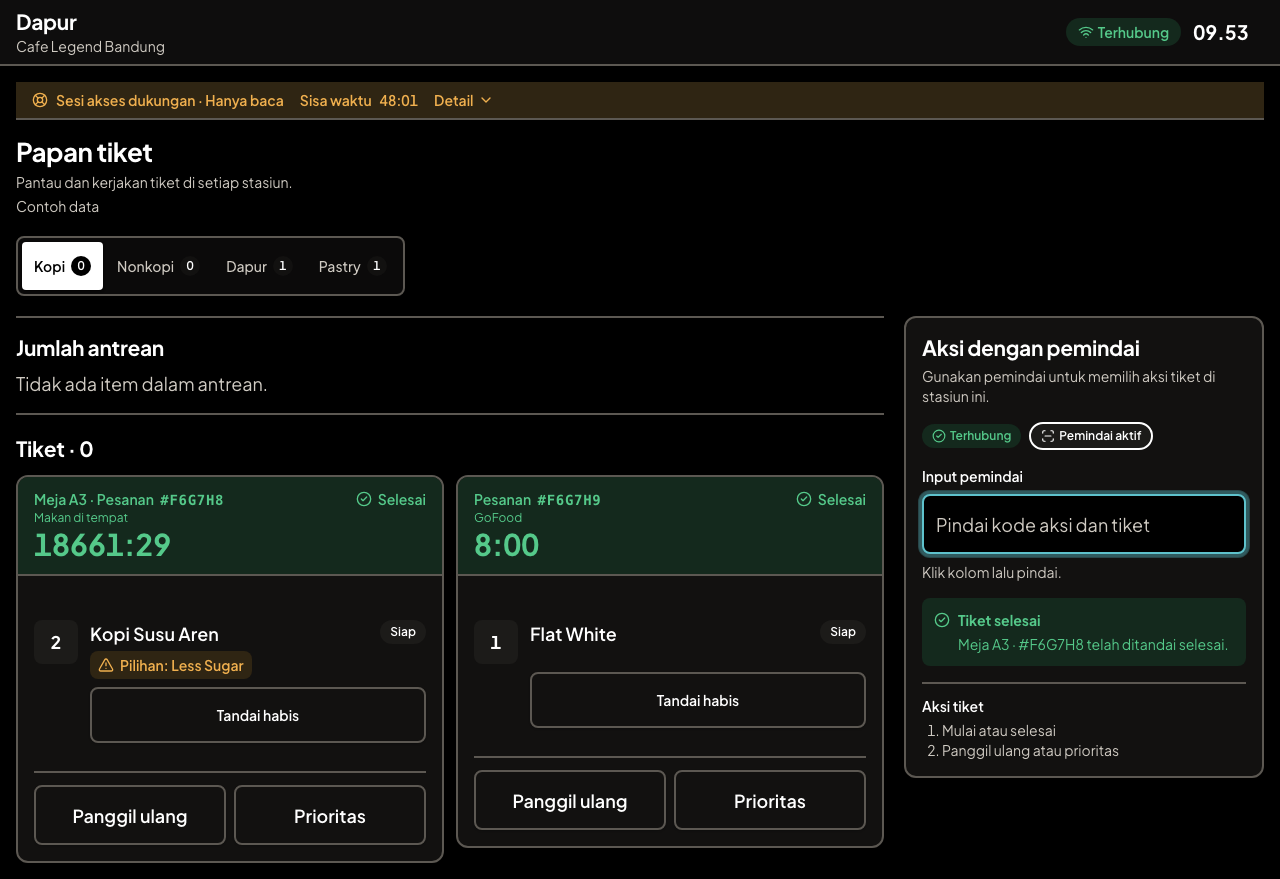 Dapur
Cafe Legend Bandung
Terhubung
09.53
Sesi akses dukungan · Hanya baca
Sisa waktu 48:01
Detail
Papan tiket
Pantau dan kerjakan tiket di setiap stasiun.
Contoh data
Kopi 0
Nonkopi 0
Dapur 1
Pastry 1
Jumlah antrean
Tidak ada item dalam antrean.
Tiket · 0
Meja A3 · Pesanan #F6G7H8
Selesai
Makan di tempat
18661:29
2
Kopi Susu Aren
Siap
Pilihan: Less Sugar
Tandai habis
Panggil ulang
Prioritas
Pesanan #F6G7H9
Selesai
GoFood
8:00
1
Flat White
Siap
Tandai habis
Panggil ulang
Prioritas
Aksi dengan pemindai
Gunakan pemindai untuk memilih aksi tiket di
stasiun ini.
Terhubung
Pemindai aktif
Input pemindai
Pindai kode aksi dan tiket
Klik kolom lalu pindai.
Tiket selesai
Meja A3 · #F6G7H8 telah ditandai selesai.
Aksi tiket
1. Mulai atau selesai
2. Panggil ulang atau prioritas